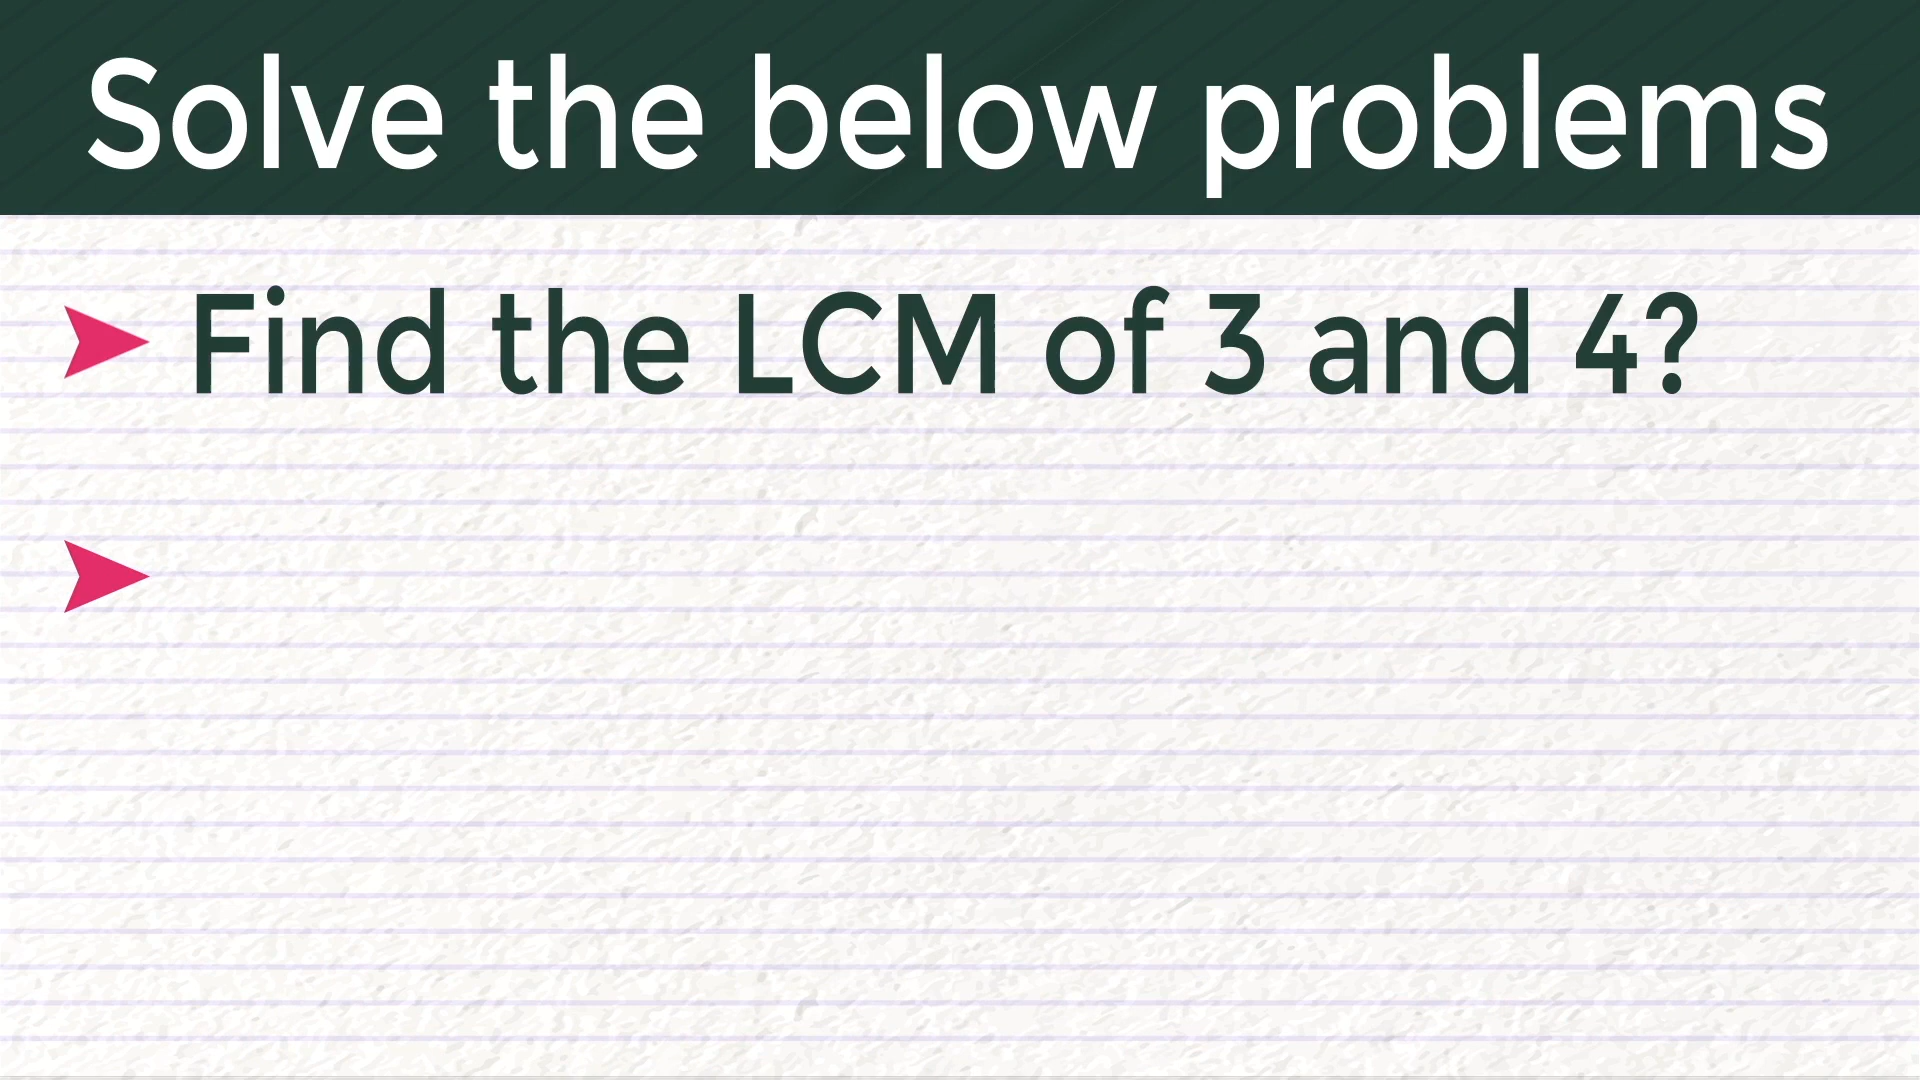 Solve the below problems
Find the LCM of 3 and 4?